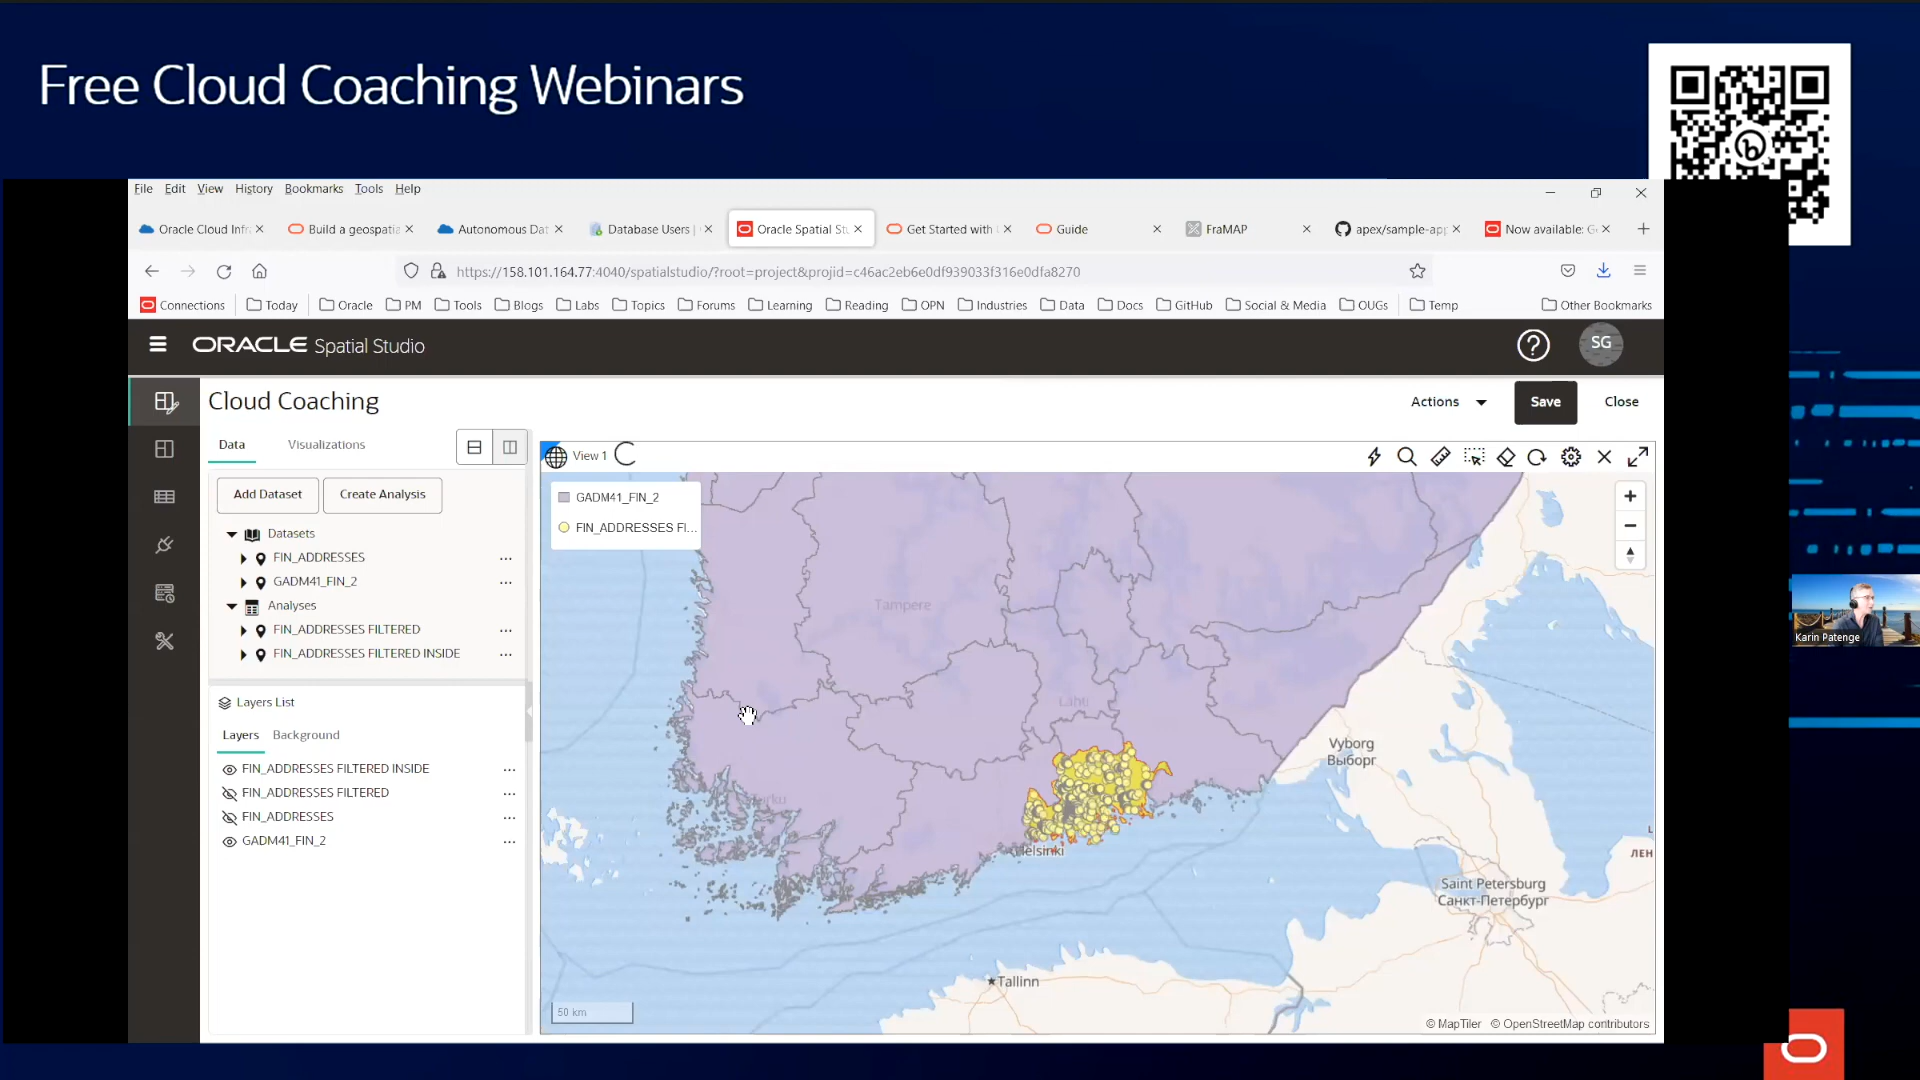 Free Cloud Coaching Webinars
File Edit View History Bookmarks Tools Help
Oracle Cloud Infr
Build a geospatia
Autonomous Dat
Database Users |
Oracle Spatial Stu
Get Started with
Guide
FraMAP
apex/sample-app
Now available: G
https://158.101.164.77:4040/spatialstudio/?root=project&projid=c46ac2eb6e0df939033f316e0dfa8270
Connections Today Oracle PM Tools Blogs Labs Topics Forums Learning Reading OPN Industries Data Docs GitHub Social & Media OUGs Temp Other Bookmarks
ORACLE Spatial Studio
SG
Cloud Coaching
Actions Save Close
Data Visualizations
View 1
Add Dataset Create Analysis
Datasets
FIN_ADDRESSES
GADM41_FIN_2
Analyses
FIN_ADDRESSES FILTERED
FIN_ADDRESSES FILTERED INSIDE
Layers List
Layers Background
FIN_ADDRESSES FILTERED INSIDE
FIN_ADDRESSES FILTERED
FIN_ADDRESSES
GADM41_FIN_2
GADM41_FIN_2
FIN_ADDRESSES FI...
Tampere
Lahti
Vyborg
Выборг
Helsinki
Saint Petersburg
Санкт-Петербург
ЛЕН
Tallinn
50 km
© MapTiler © OpenStreetMap contributors
Karin Patenge